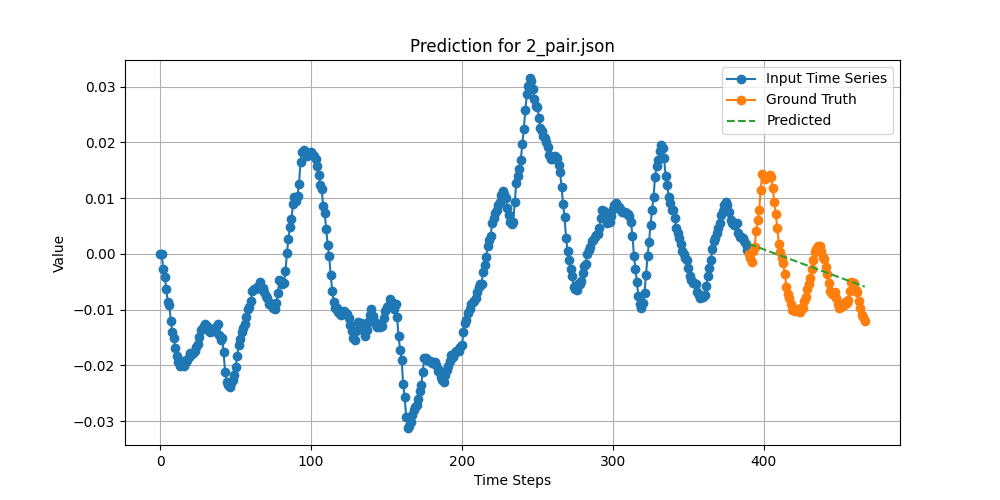 Prediction for 2_pair.json
Input Time Series
Ground Truth
Predicted
0.03
0.02
0.01
0.00
−0.01
−0.02
−0.03
Value
0
100
200
300
400
Time Steps